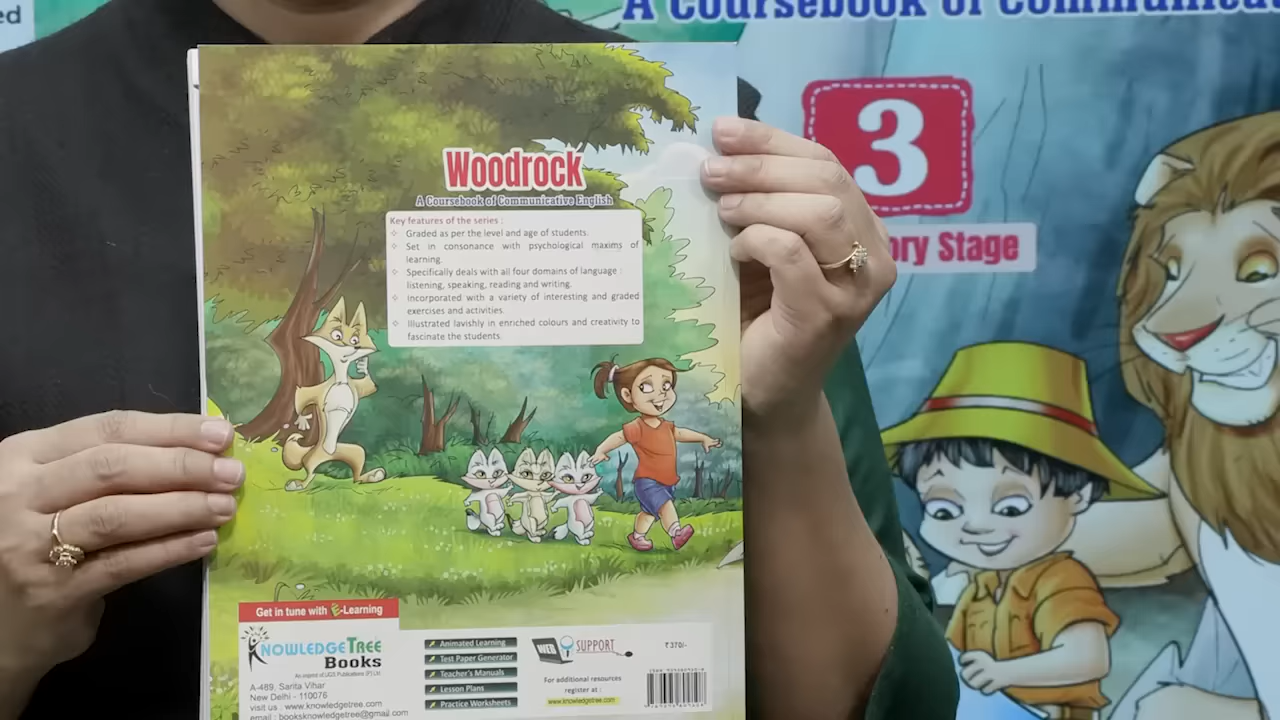 ed
A Coursebook of Communicat
3
ory Stage
Woodrock
A Coursebook of Communicative English
Key features of the series :
Graded as per the level and age of students.
Set in consonance with psychological maxims of
learning.
Specifically deals with all four domains of language :
listening, speaking, reading and writing.
Incorporated with a variety of interesting and graded
exercises and activities.
Illustrated lavishly in enriched colours and creativity to
fascinate the students.
Get in tune with E-Learning
KNOWLEDGETREE
Books
A-489, Sarita Vihar
New Delhi - 110076
visit us : www.knowledgetree.com
email : booksknowledgetree@gmail.com
Animated Learning
Test Paper Generator
Teacher's Manuals
Lesson Plans
Practice Worksheets
WEB SUPPORT
For additional resources
register at :
www.knowledgetree.com
₹370/-